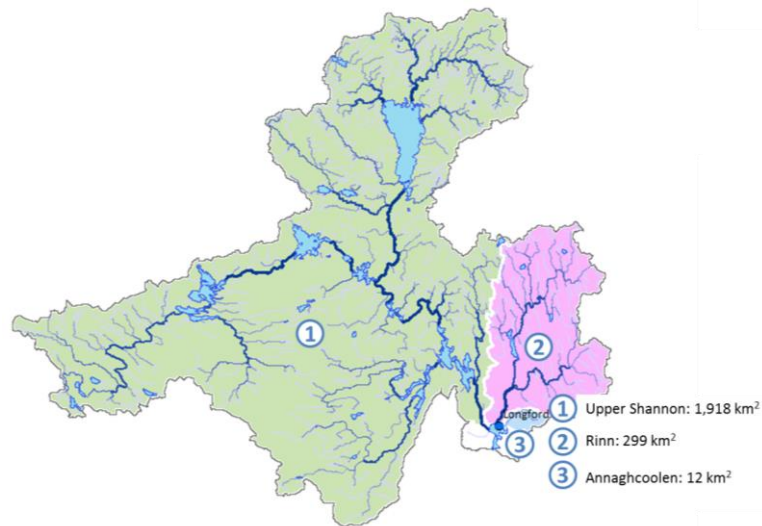 ①
②
Longford
③
① Upper Shannon: 1,918 km²
② Rinn: 299 km²
③ Annaghcoolen: 12 km²